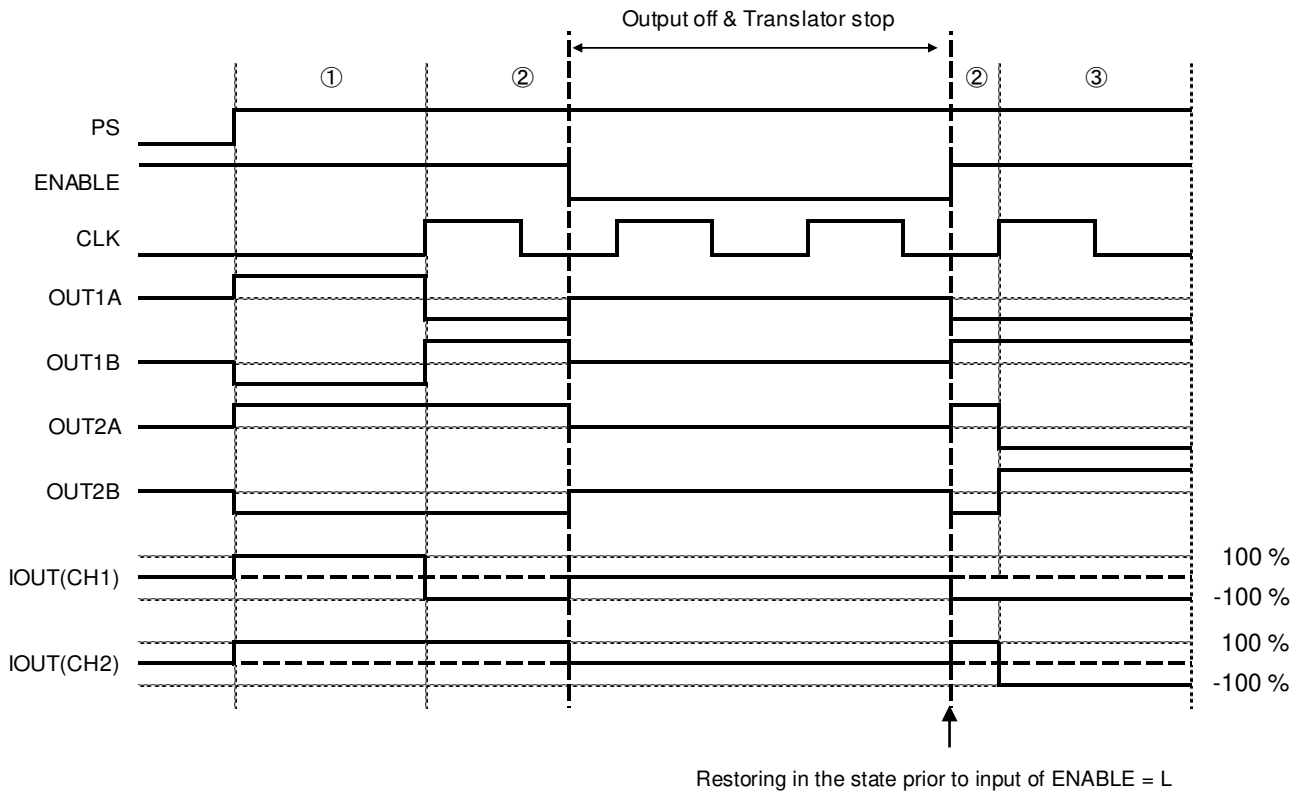 Output off & Translator stop
① ② ② ③
PS
ENABLE
CLK
OUT1A
OUT1B
OUT2A
OUT2B
100 %
IOUT(CH1)
-100 %
100 %
IOUT(CH2)
-100 %
Restoring in the state prior to input of ENABLE = L